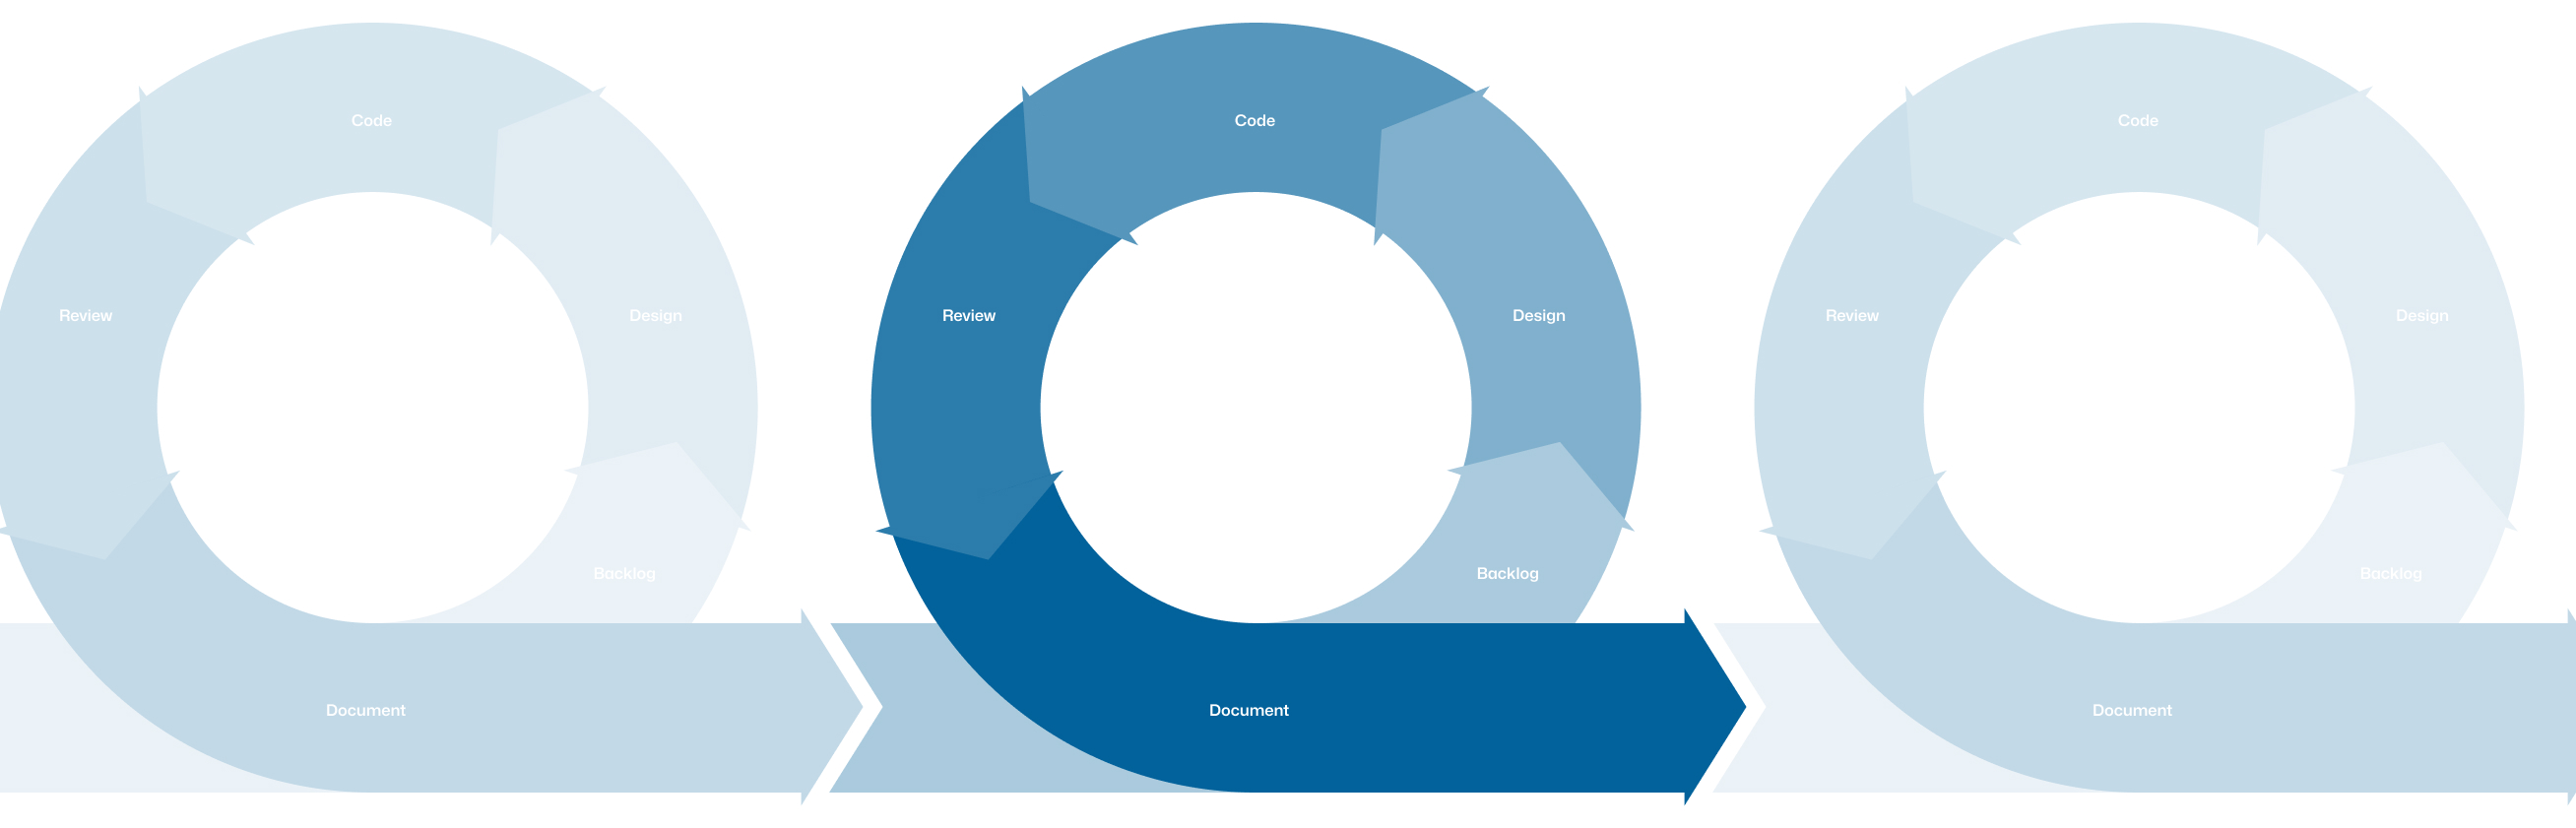 Code
Code
Code
Review
Design
Review
Design
Review
Design
Backlog
Backlog
Backlog
Document
Document
Document